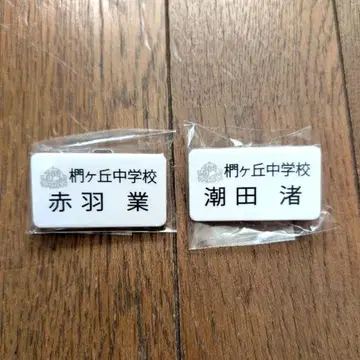 椚ヶ丘中学校
赤羽 業
椚ヶ丘中学校
潮田 渚